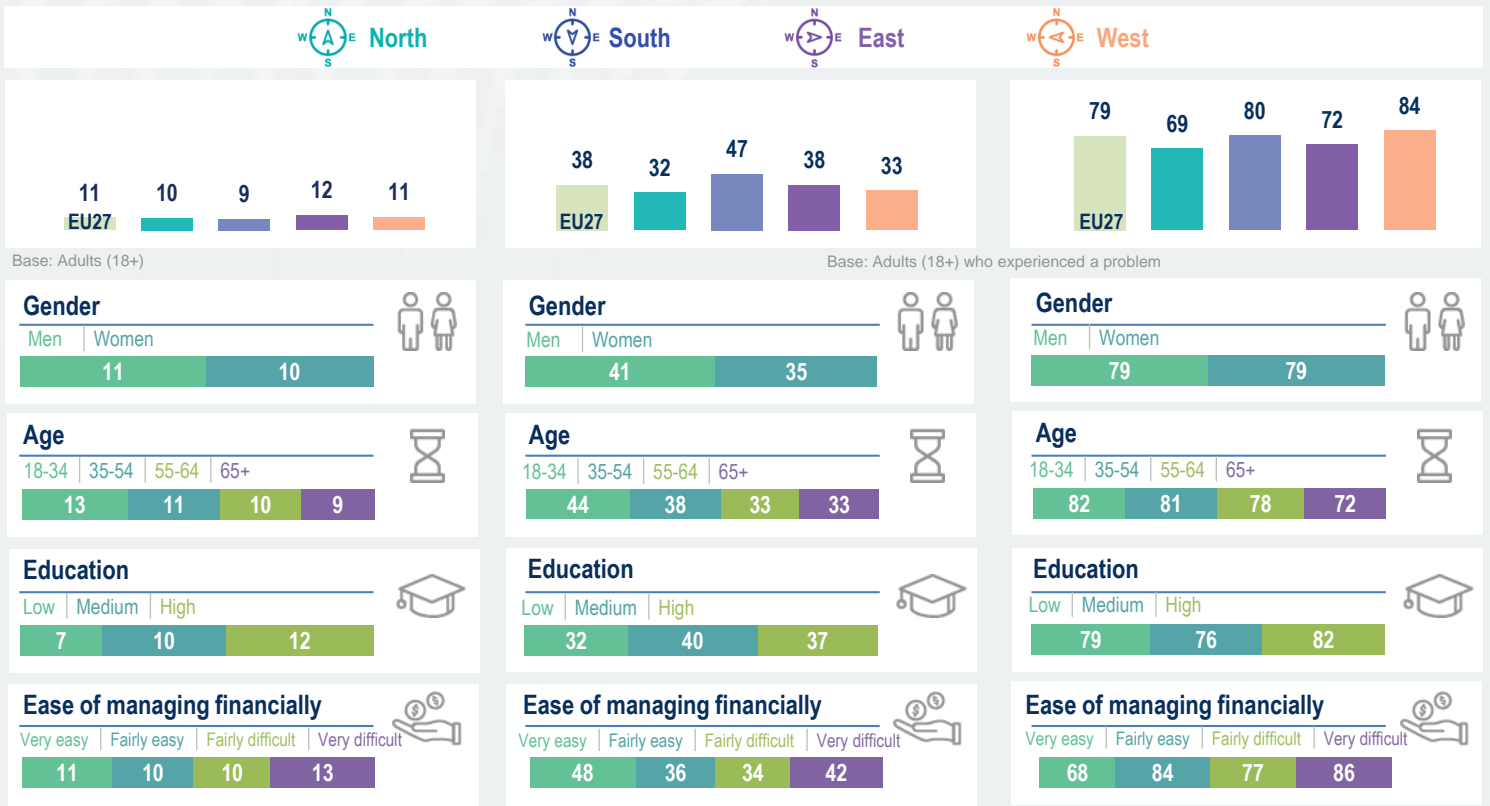 N N N N
W E North W E South W E East W E West
S S S S
11 10 9 12 11
EU27
38 32 47 38 33
EU27
79 69 80 72 84
EU27
Base: Adults (18+)
Base: Adults (18+) who experienced a problem
Gender
Men Women
11 10
Age
18-34 35-54 55-64 65+
13 11 10 9
Education
Low Medium High
7 10 12
Ease of managing financially
Very easy Fairly easy Fairly difficult Very difficult
11 10 10 13
Gender
Men Women
41 35
Age
18-34 35-54 55-64 65+
44 38 33 33
Education
Low Medium High
32 40 37
Ease of managing financially
Very easy Fairly easy Fairly difficult Very difficult
48 36 34 42
Gender
Men Women
79 79
Age
18-34 35-54 55-64 65+
82 81 78 72
Education
Low Medium High
79 76 82
Ease of managing financially
Very easy Fairly easy Fairly difficult Very difficult
68 84 77 86